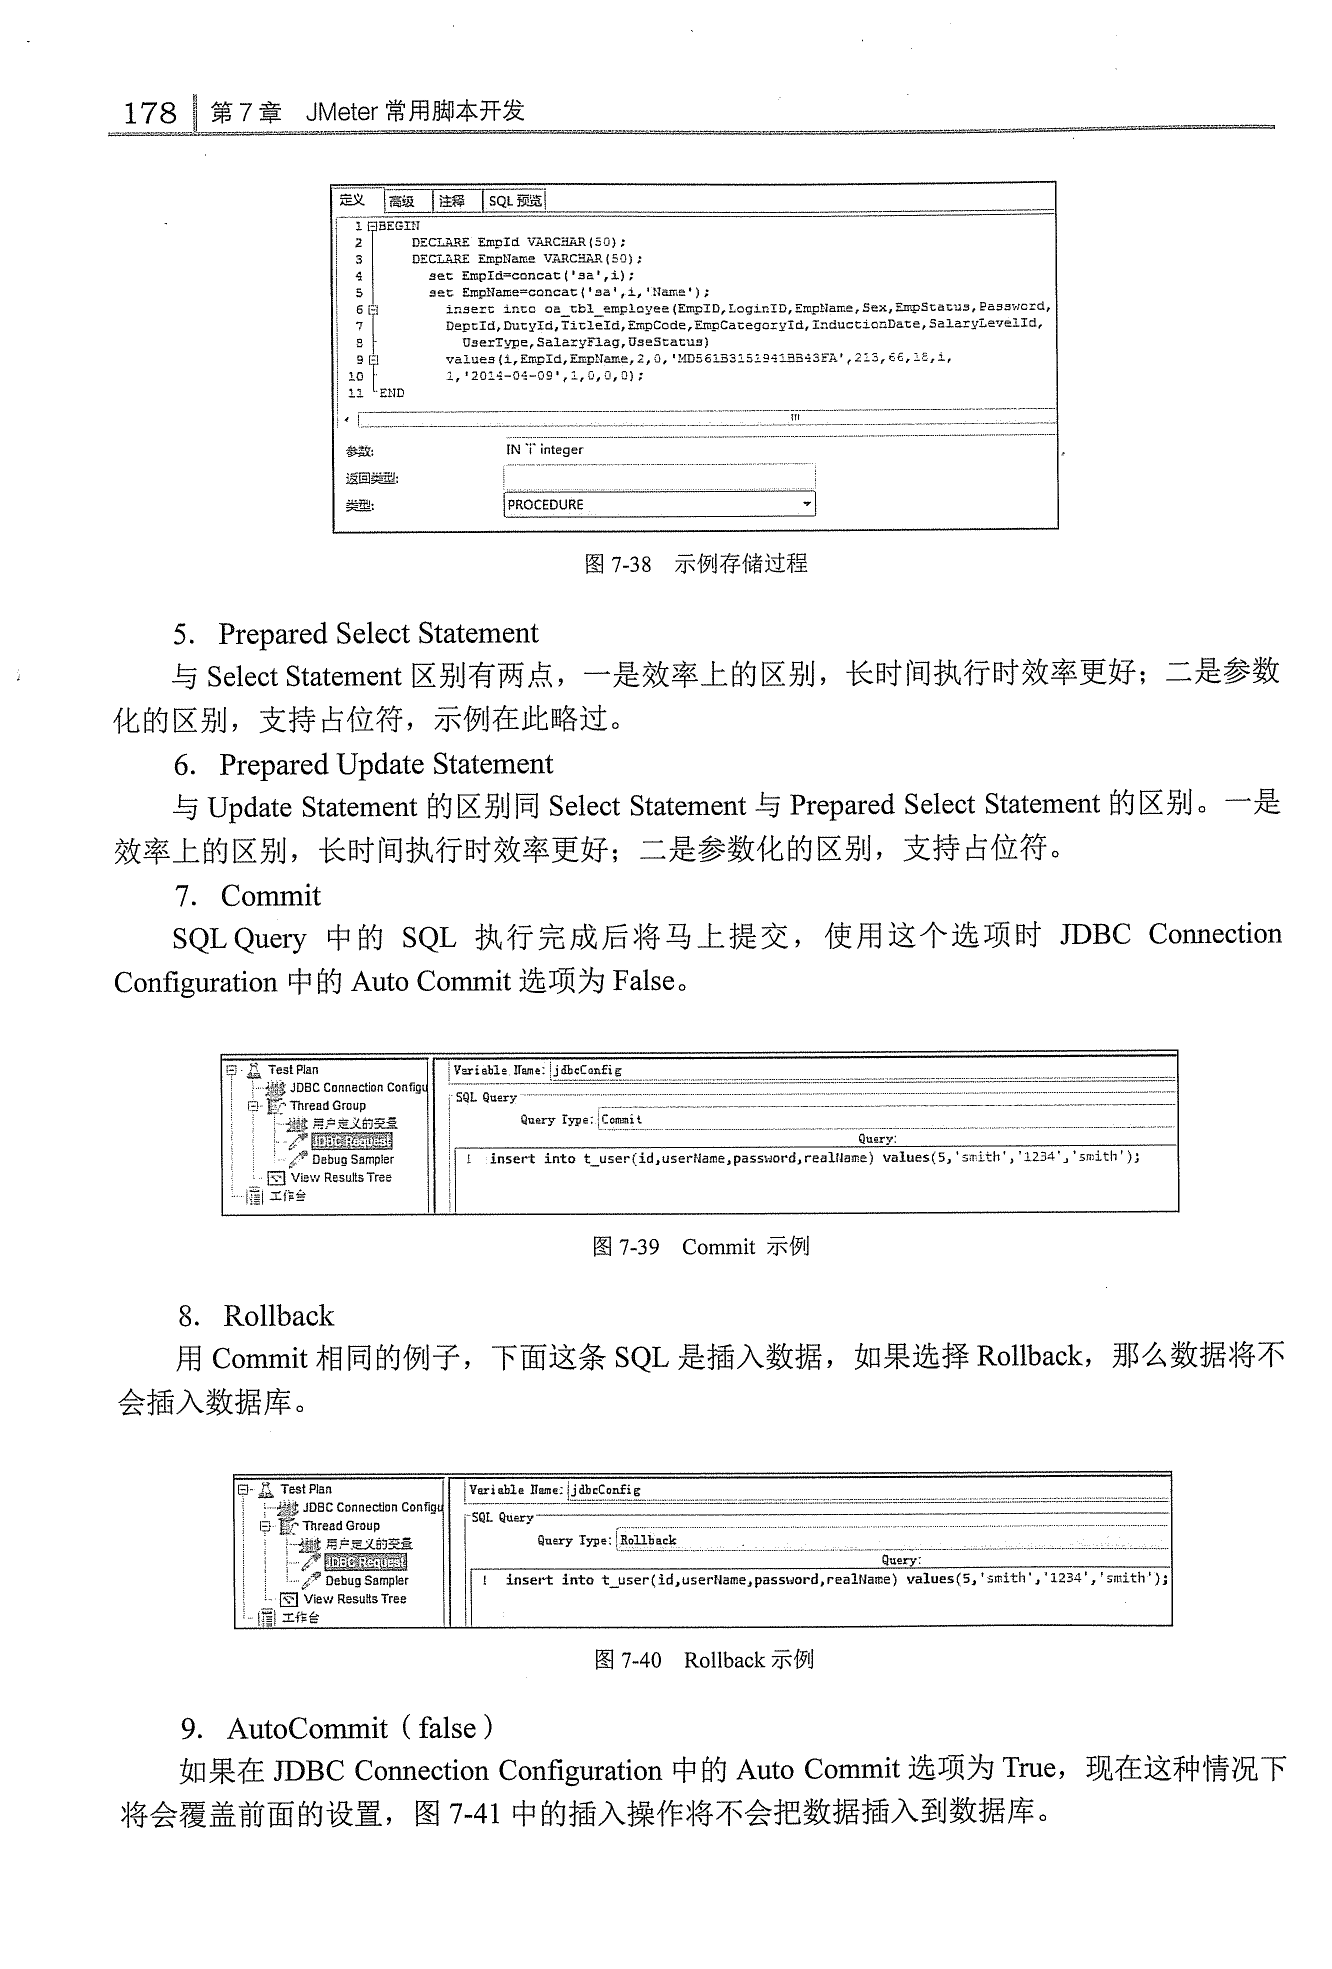 178 第7章 JMeter 常用脚本开发
定义 高级 注释 SQL 预览
1 BEGIN
2 DECLARE EmpId VARCHAR(50);
3 DECLARE EmpName VARCHAR(50);
4 set EmpId=concat('sa',i);
5 set EmpName=concat('sa',i,'Name');
6 insert into oa_tbl_employee(EmpID,LoginID,EmpName,Sex,EmpStatus,Password,
7 DeptId,DutyId,TitleId,EmpCode,EmpCategoryId,InductionDate,SalaryLevelId,
8 UserType,SalaryFlag,UseStatus)
9 values(i,EmpId,EmpName,2,0,'MD561B3151941BB43FA',213,66,18,i,
10 1,'2014-04-09',1,0,0,0);
11 END
参数: IN `i` integer
返回类型:
类型: PROCEDURE
图 7-38 示例存储过程
5. Prepared Select Statement
与 Select Statement 区别有两点，一是效率上的区别，长时间执行时效率更好；二是参数
化的区别，支持占位符，示例在此略过。
6. Prepared Update Statement
与 Update Statement 的区别同 Select Statement 与 Prepared Select Statement 的区别。一是
效率上的区别，长时间执行时效率更好；二是参数化的区别，支持占位符。
7. Commit
SQL Query 中的 SQL 执行完成后将马上提交，使用这个选项时 JDBC Connection
Configuration 中的 Auto Commit 选项为 False。
Test Plan
JDBC Connection Configu
Thread Group
用户定义的变量
JDBC Request
Debug Sampler
View Results Tree
工作台
Variable Name: jdbcConfig
SQL Query
Query Type: Commit
Query:
1 insert into t_user(id,userName,password,realName) values(5,'smith','1234','smith');
图 7-39 Commit 示例
8. Rollback
用 Commit 相同的例子，下面这条 SQL 是插入数据，如果选择 Rollback，那么数据将不
会插入数据库。
Test Plan
JDBC Connection Configu
Thread Group
用户定义的变量
JDBC Request
Debug Sampler
View Results Tree
工作台
Variable Name: jdbcConfig
SQL Query
Query Type: Rollback
Query:
1 insert into t_user(id,userName,password,realName) values(5,'smith','1234','smith');
图 7-40 Rollback 示例
9. AutoCommit（false）
如果在 JDBC Connection Configuration 中的 Auto Commit 选项为 True，现在这种情况下
将会覆盖前面的设置，图 7-41 中的插入操作将不会把数据插入到数据库。